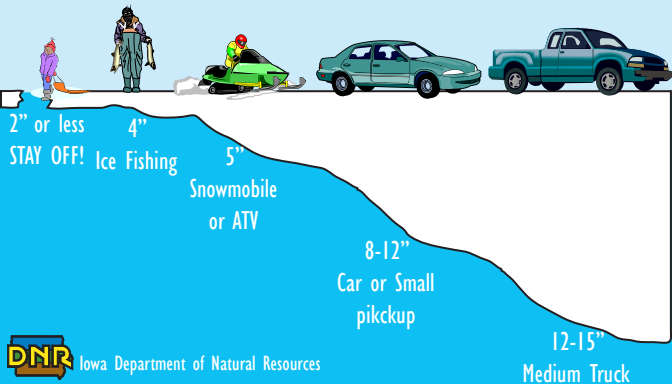 2” or less
STAY OFF!
4”
Ice Fishing
5”
Snowmobile
or ATV
8-12”
Car or Small
pikckup
12-15”
Medium Truck
DNR Iowa Department of Natural Resources